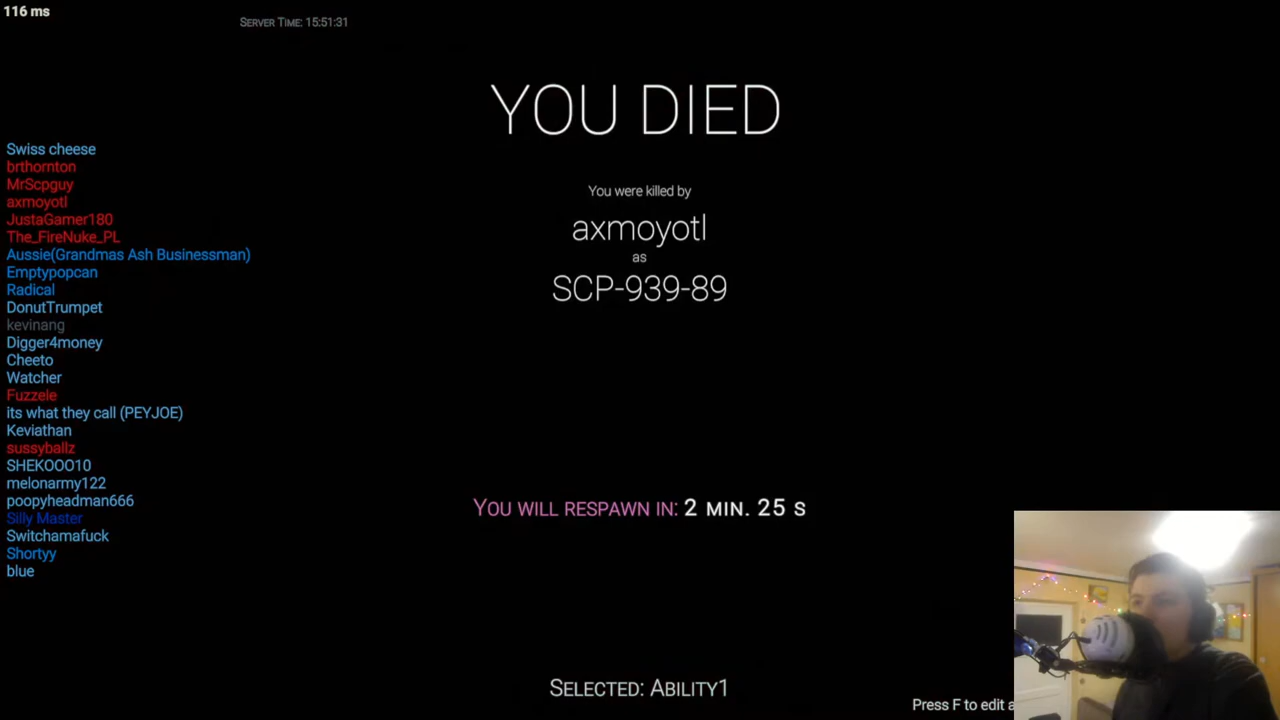 116 ms
SERVER TIME: 15:51:31
YOU DIED
You were killed by
axmoyotl
as
SCP-939-89
Swiss cheese
brthornton
MrScpguy
axmoyotl
JustaGamer180
The_FireNuke_PL
Aussie(Grandmas Ash Businessman)
Emptypopcan
Radical
DonutTrumpet
kevinang
Digger4money
Cheeto
Watcher
Fuzzele
its what they call (PEYJOE)
Keviathan
sussyballz
SHEKOOO10
melonarmy122
poopyheadman666
Silly Master
Switchamafuck
Shortyy
blue
YOU WILL RESPAWN IN: 2 MIN. 25 S
SELECTED: ABILITY1
Press F to edit a